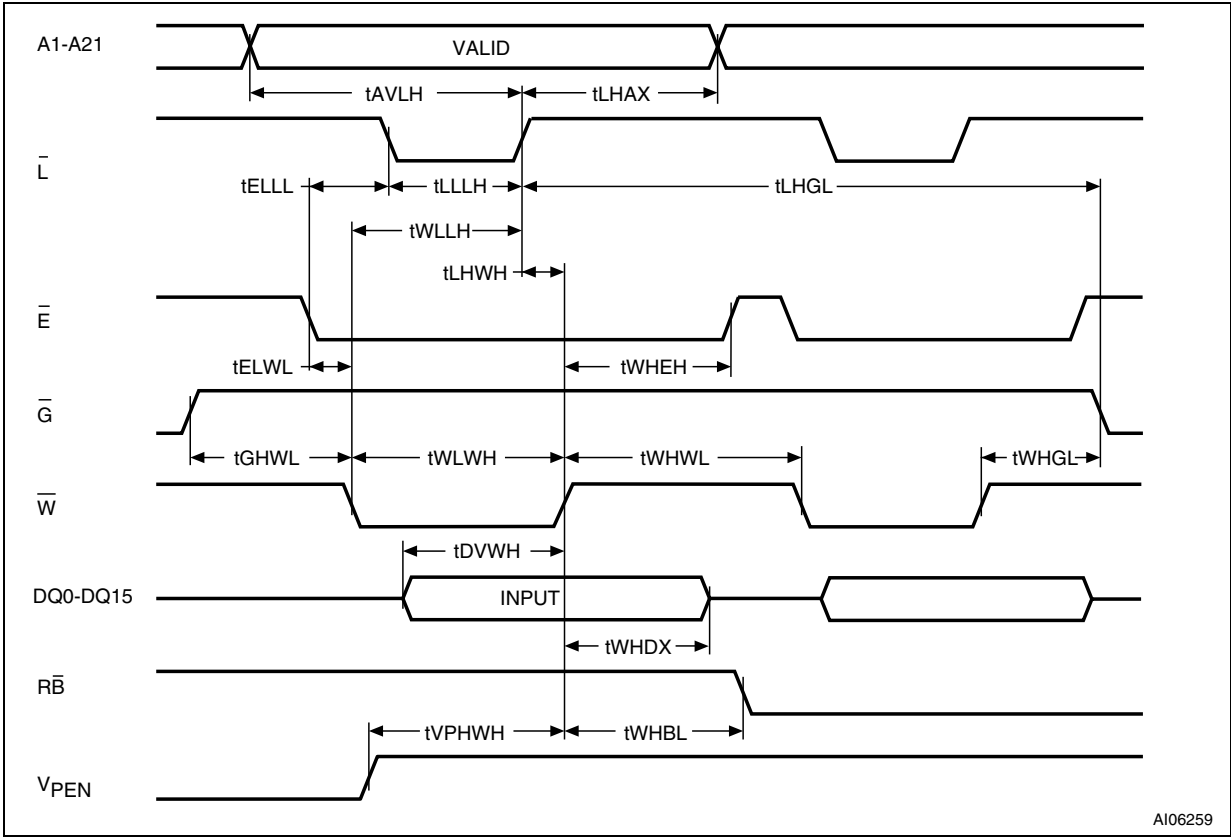 A1-A21
VALID
tAVLH
tLHAX
L̅
tELLL
tLLLH
tLHGL
tWLLH
tLHWH
E̅
tELWL
tWHEH
G̅
tGHWL
tWLWH
tWHWL
tWHGL
W̅
tDVWH
DQ0-DQ15
INPUT
tWHDX
RB̅
tVPHWH
tWHBL
VPEN
AI06259